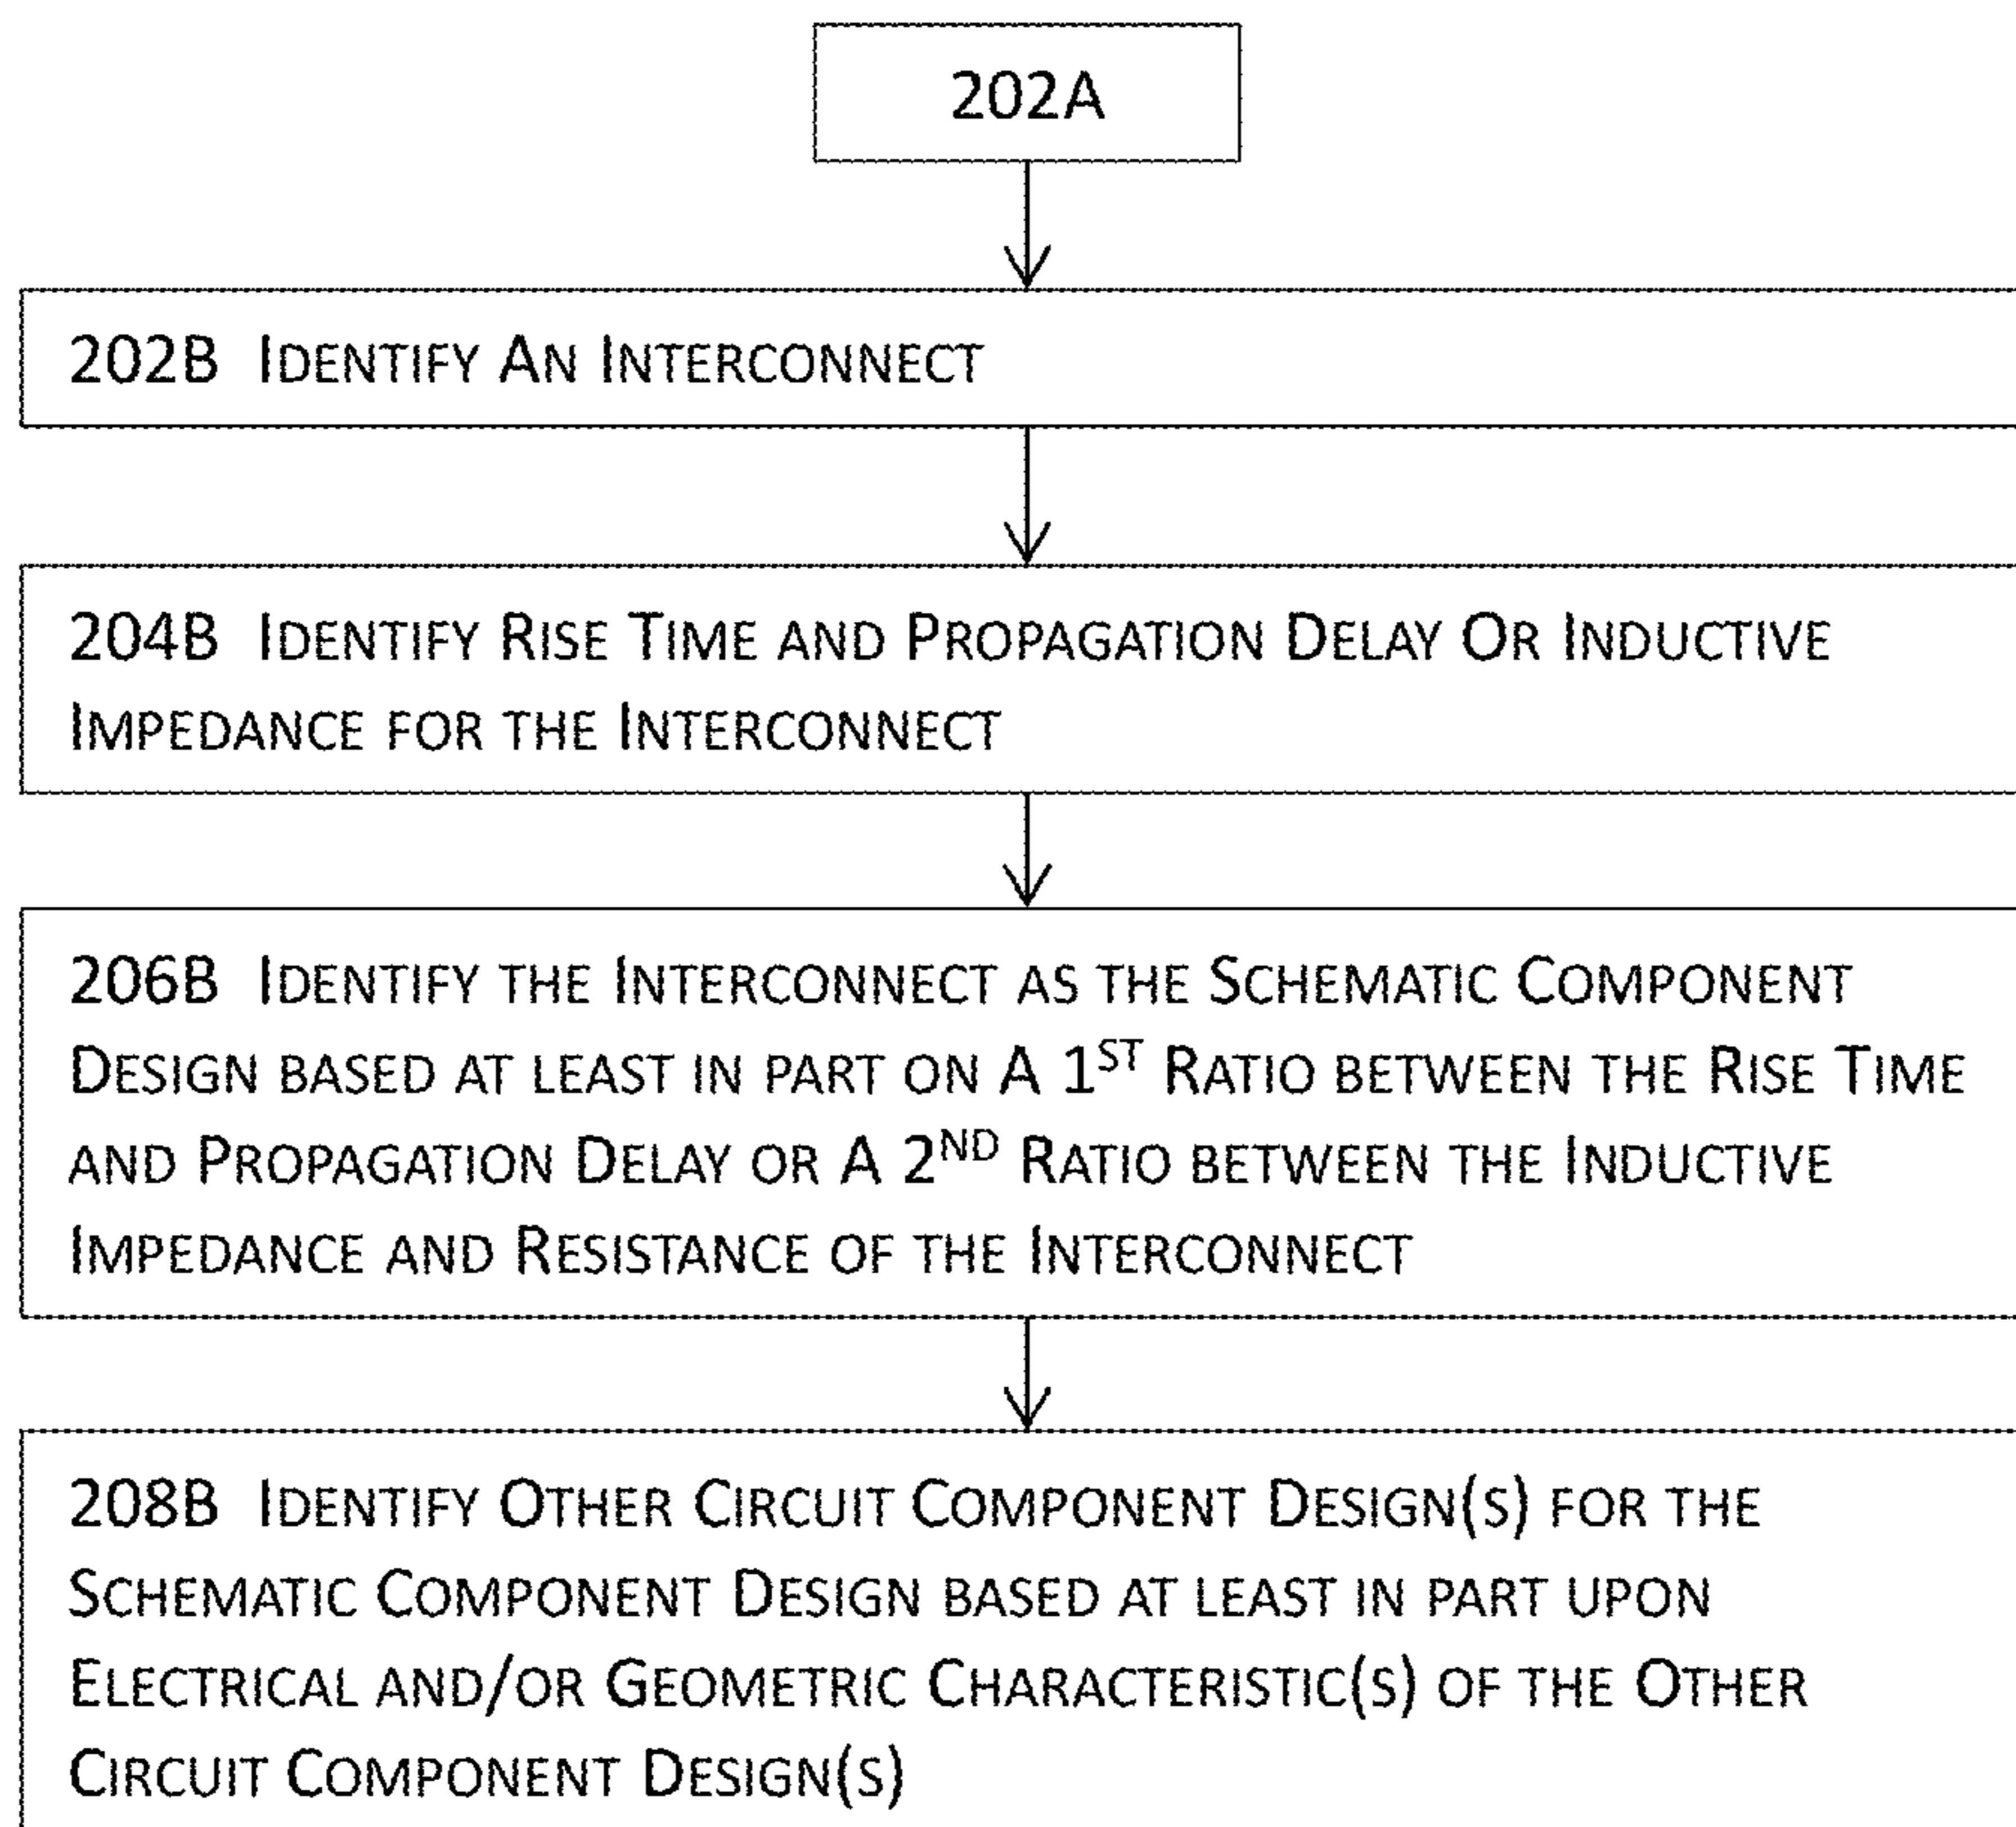 202A
202B Identify An Interconnect
204B Identify Rise Time and Propagation Delay Or Inductive
Impedance for the Interconnect
206B Identify the Interconnect as the Schematic Component
Design based at least in part on A 1st Ratio between the Rise Time
and Propagation Delay or A 2nd Ratio between the Inductive
Impedance and Resistance of the Interconnect
208B Identify Other Circuit Component Design(s) for the
Schematic Component Design based at least in part upon
Electrical and/or Geometric Characteristic(s) of the Other
Circuit Component Design(s)